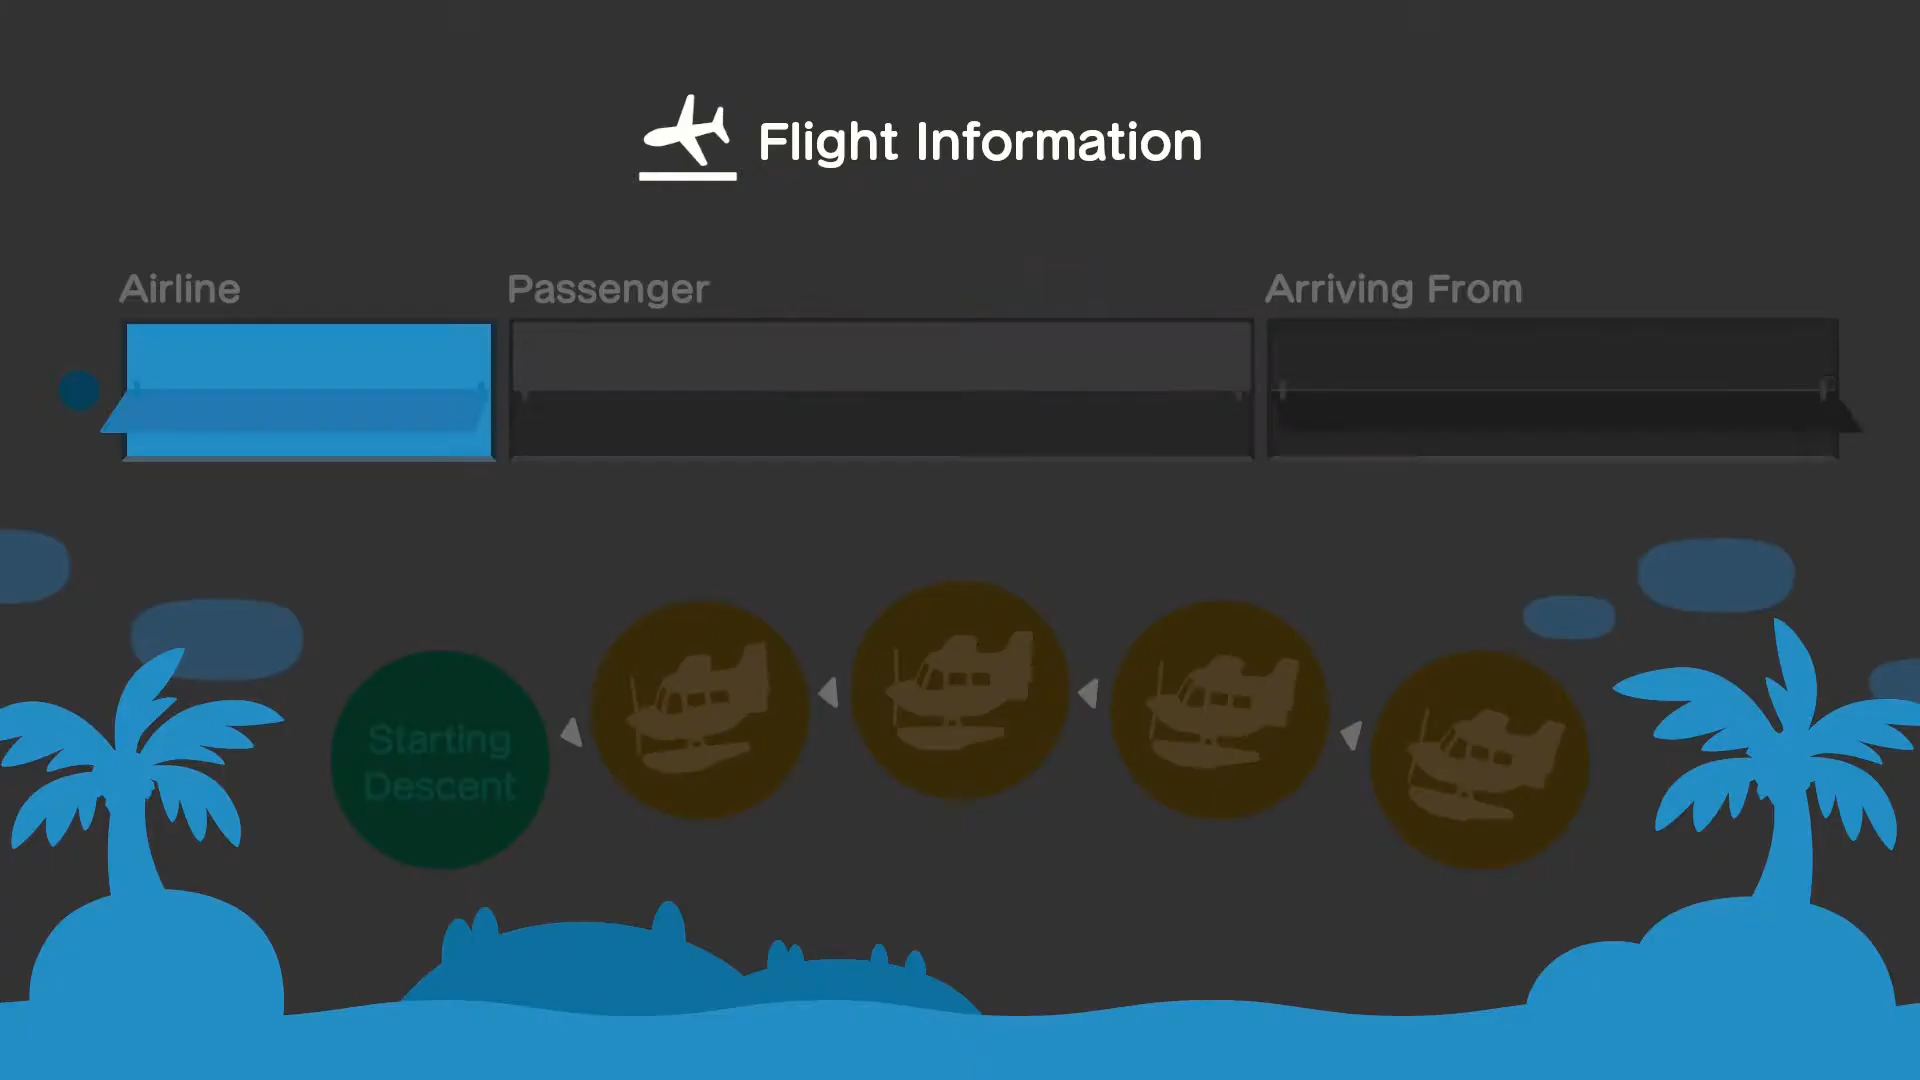 Flight Information
Airline
Passenger
Arriving From
Starting
Descent